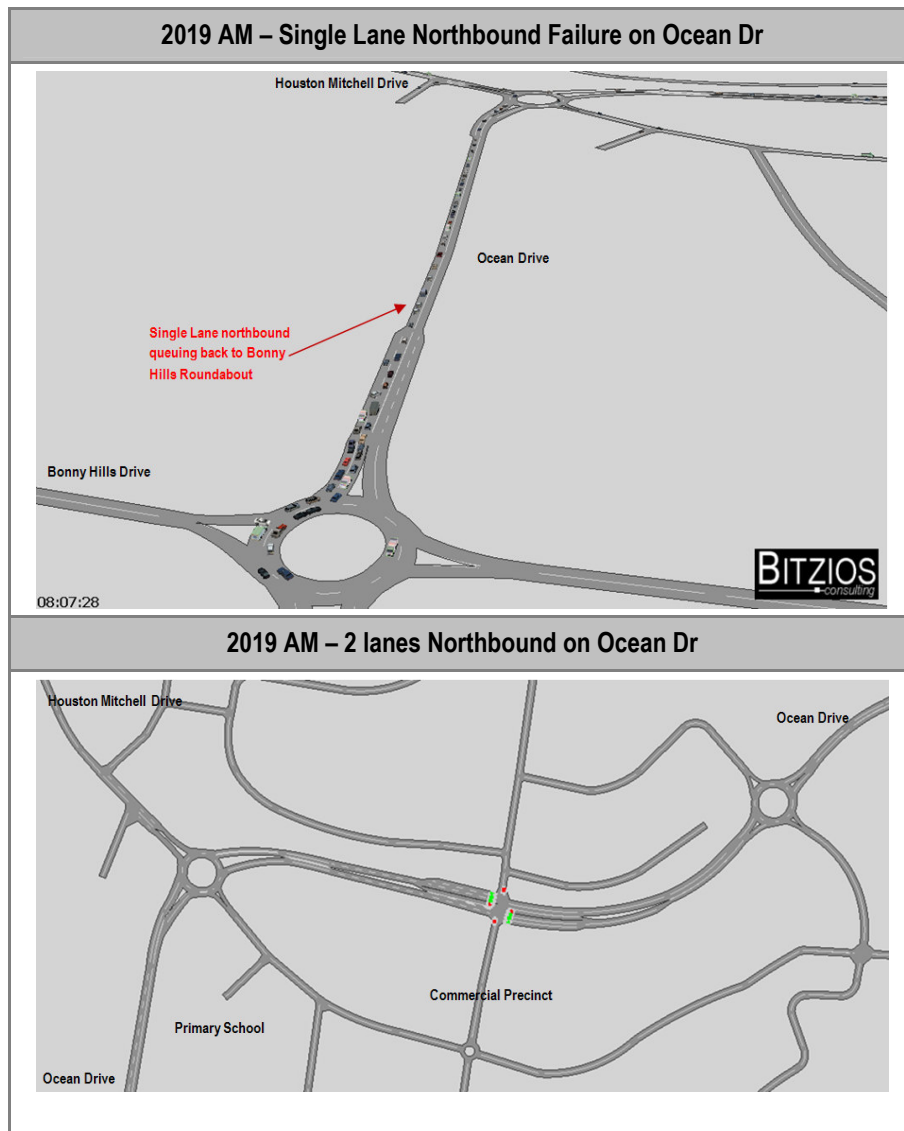 2019 AM – Single Lane Northbound Failure on Ocean Dr
Houston Mitchell Drive
Ocean Drive
Single Lane northbound
queuing back to Bonny
Hills Roundabout
Bonny Hills Drive
BITZIOS
consulting
08:07:28
2019 AM – 2 lanes Northbound on Ocean Dr
Houston Mitchell Drive
Ocean Drive
Commercial Precinct
Primary School
Ocean Drive